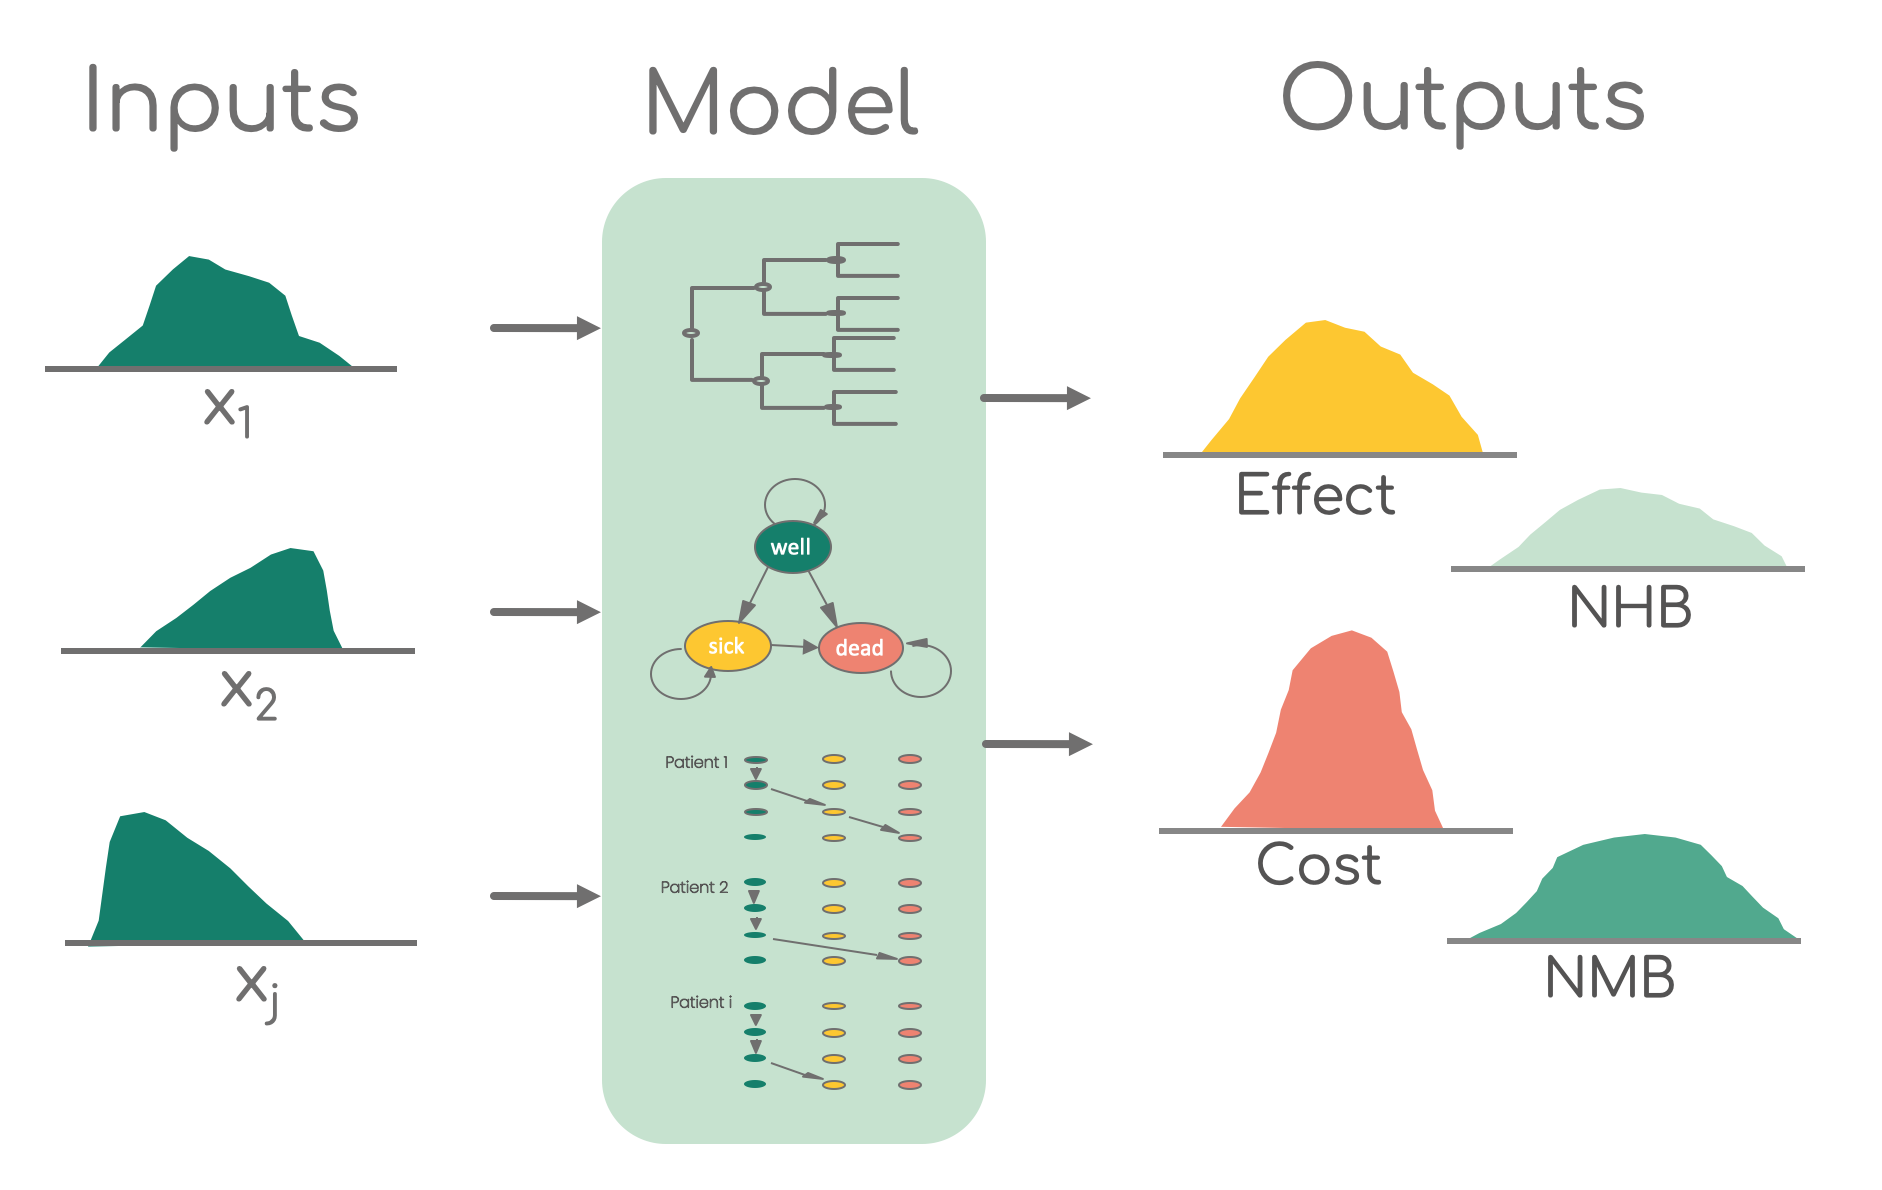 Inputs
Model
Outputs
x1
x2
xj
well
sick
dead
Patient 1
Patient 2
Patient i
Effect
NHB
Cost
NMB